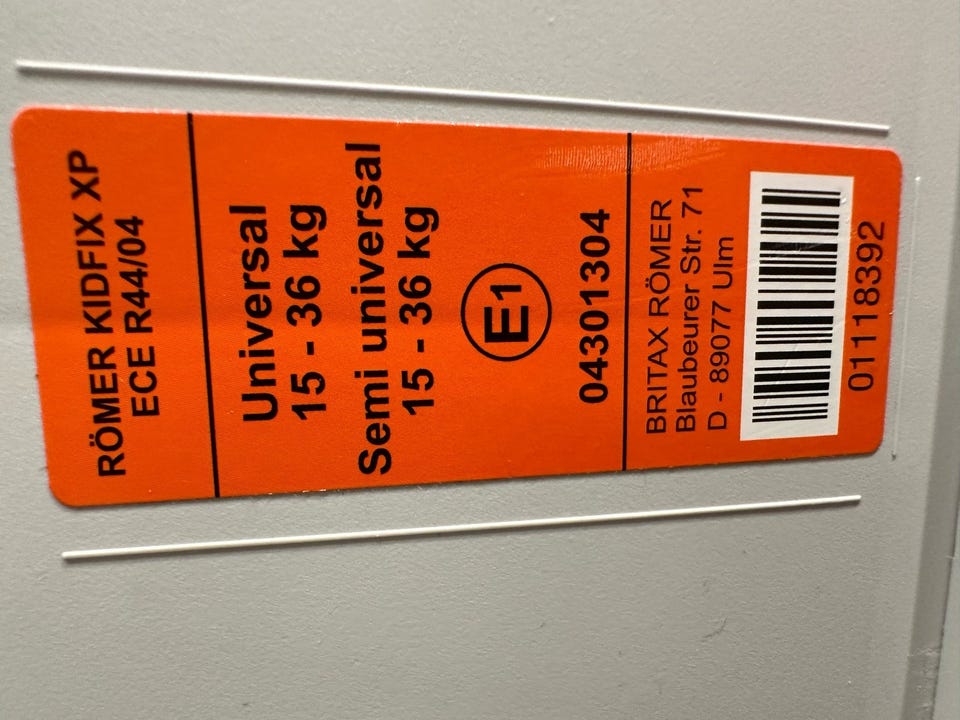 RÖMER KIDFIX XP
ECE R44/04
Universal
15 - 36 kg
Semi universal
15 - 36 kg
E1
04301304
BRITAX RÖMER
Blaubeurer Str. 71
D - 89077 Ulm
01118392